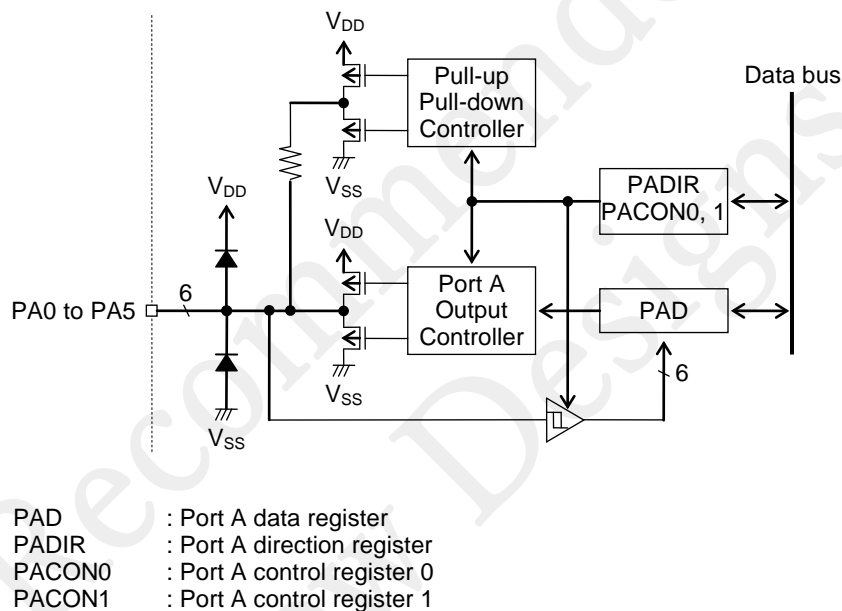 VDD
Pull-up
Pull-down
Controller
Data bus
VSS
PADIR
PACON0, 1
VDD
VDD
Port A
Output
Controller
PAD
PA0 to PA5
6
6
VSS
VSS
PAD : Port A data register
PADIR : Port A direction register
PACON0 : Port A control register 0
PACON1 : Port A control register 1
Recommende
w Designs